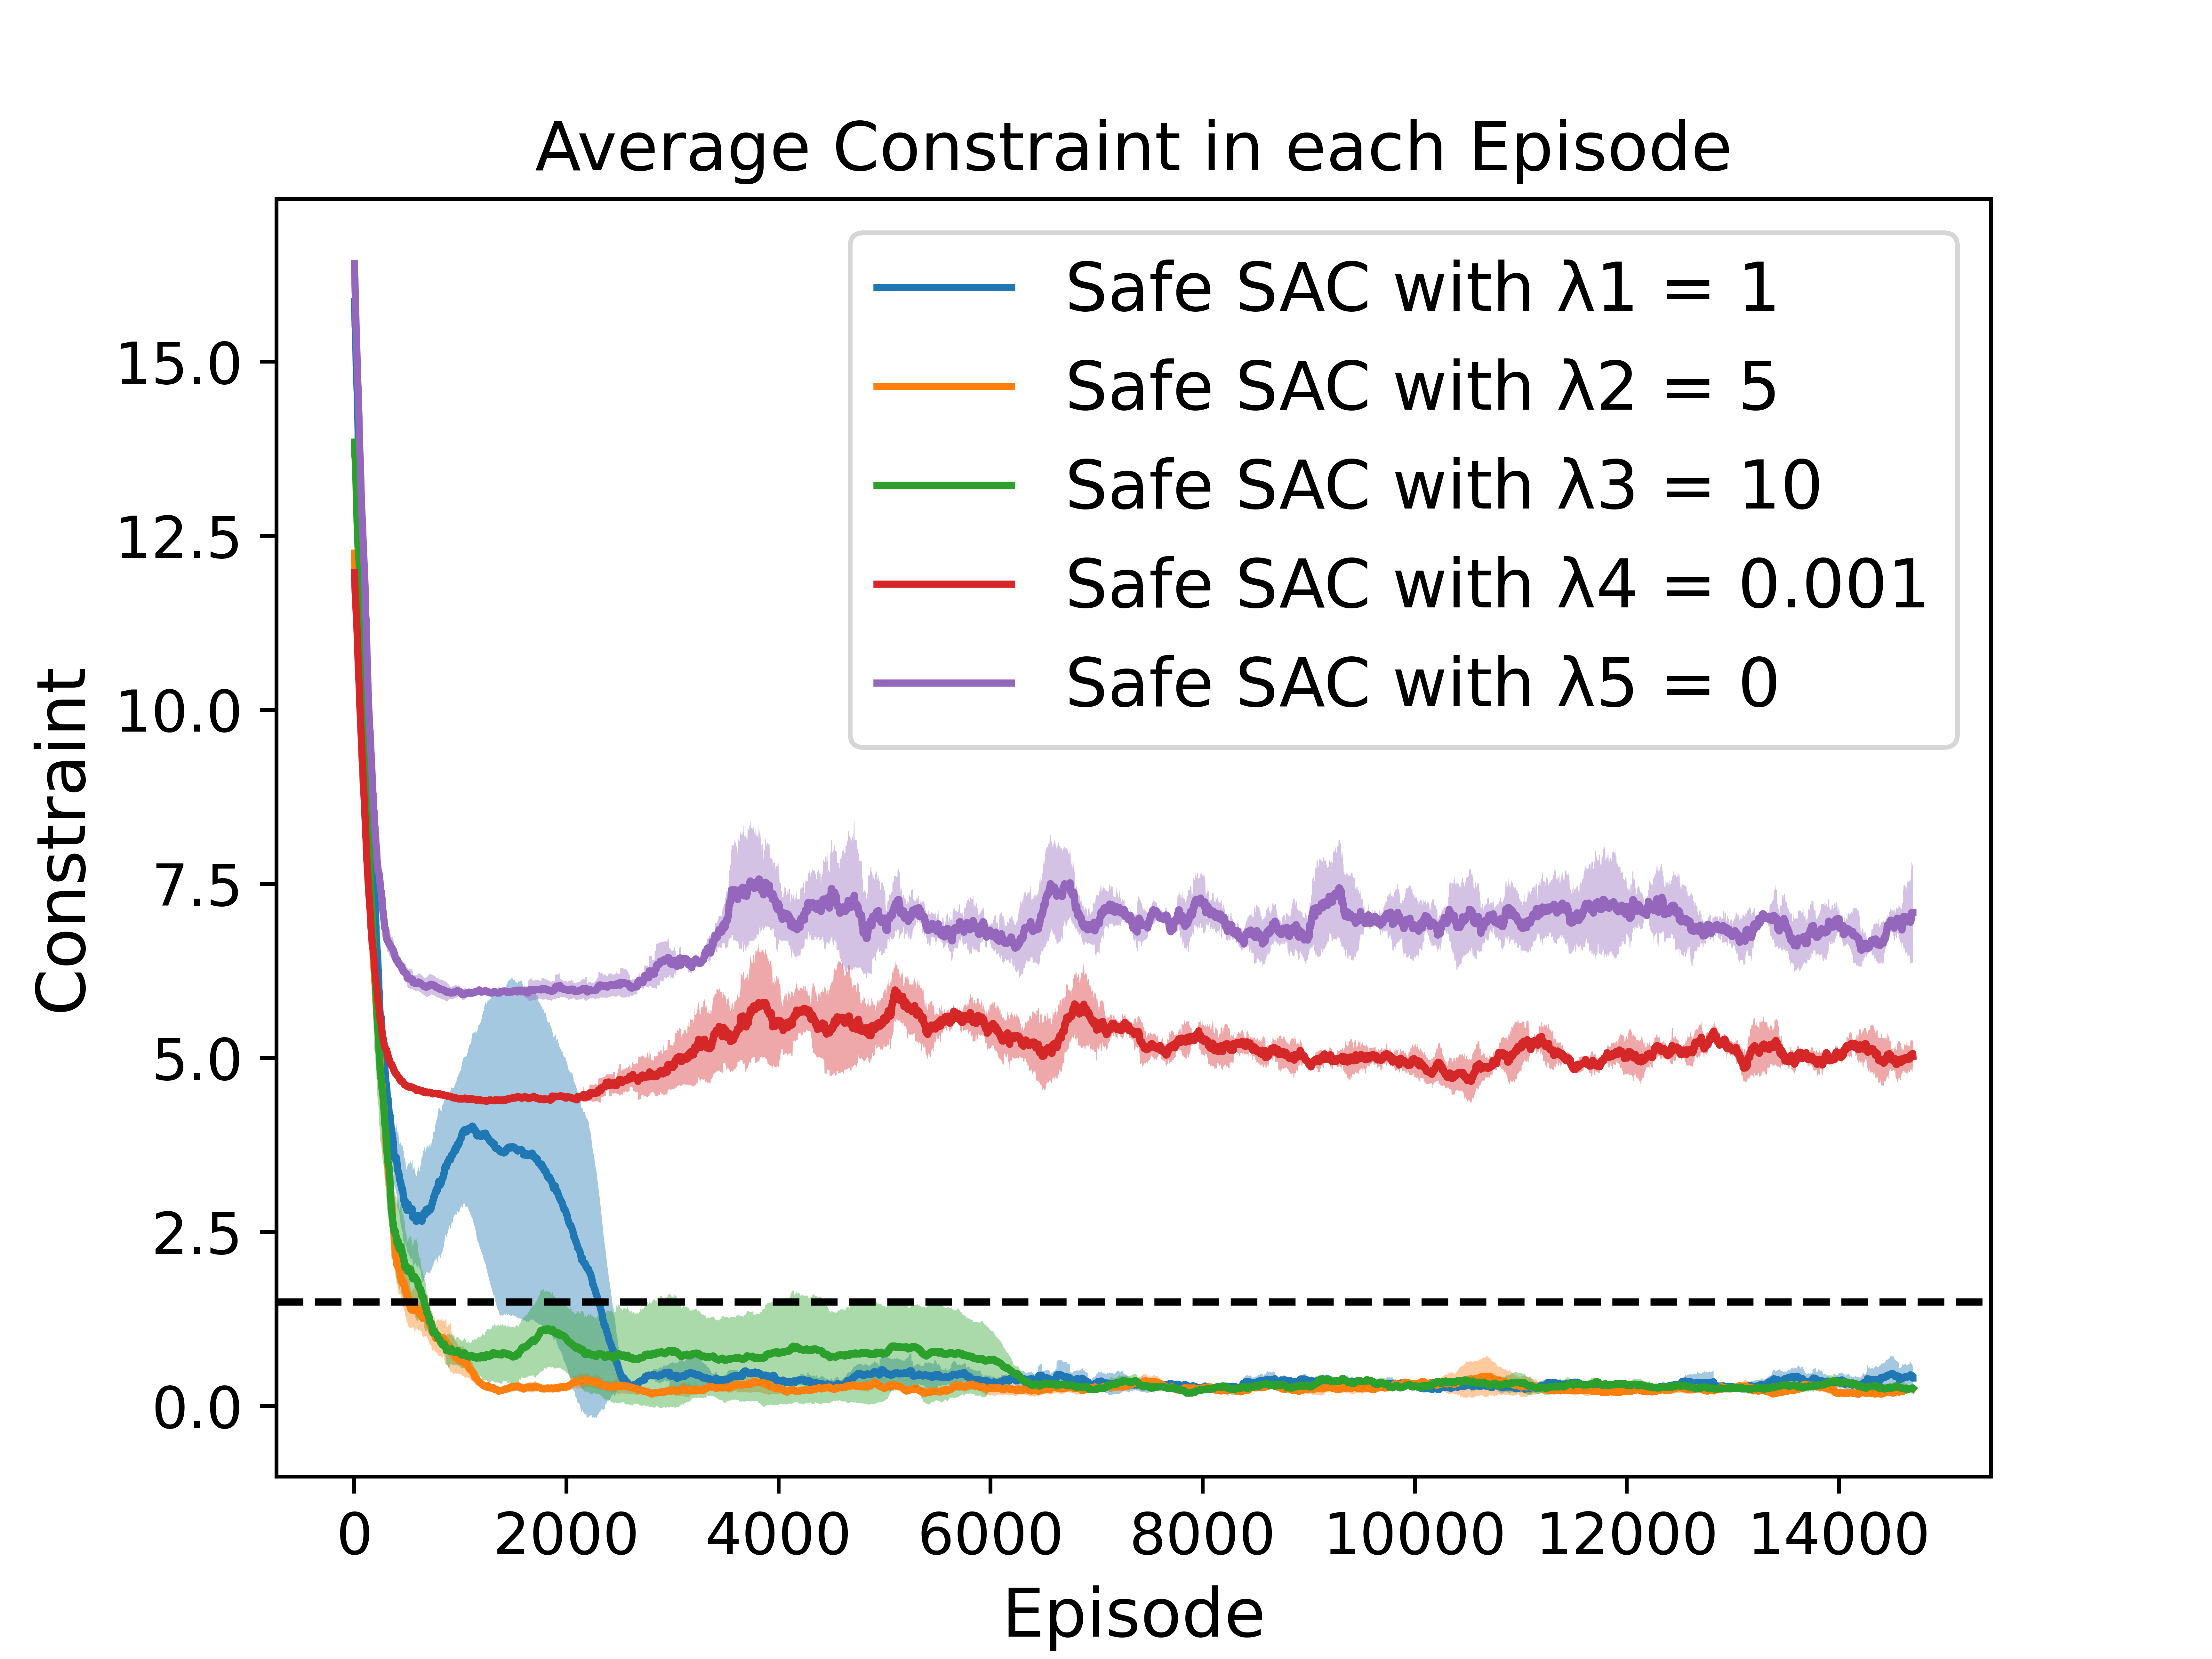 Average Constraint in each Episode
Safe SAC with λ1 = 1
Safe SAC with λ2 = 5
Safe SAC with λ3 = 10
Safe SAC with λ4 = 0.001
Safe SAC with λ5 = 0
Constraint
15.0
12.5
10.0
7.5
5.0
2.5
0.0
0 2000 4000 6000 8000 10000 12000 14000
Episode